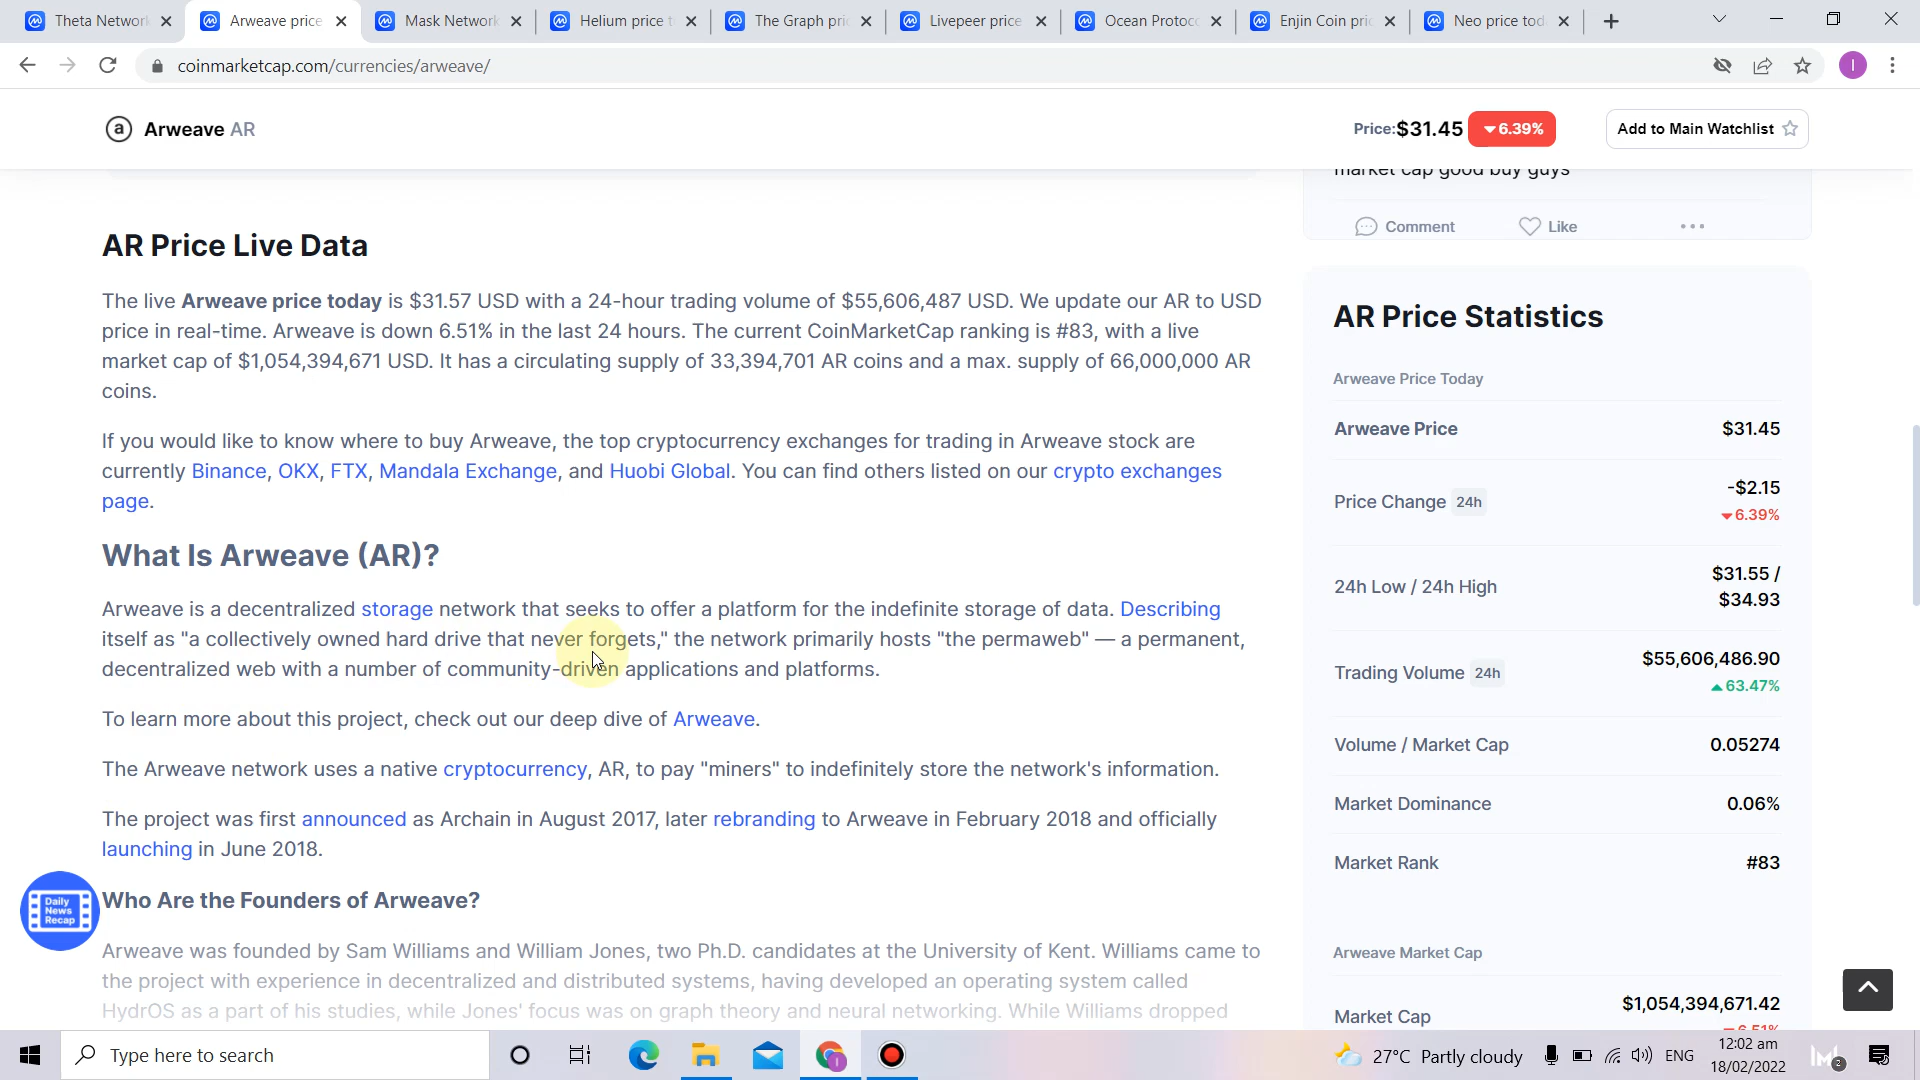 Theta Network
Arweave price
Mask Network
Helium price t
The Graph pric
Livepeer price
Ocean Protoc
Enjin Coin pric
Neo price tod
coinmarketcap.com/currencies/arweave/
I
a
Arweave AR
Price:$31.45
6.39%
Add to Main Watchlist
market cap good buy guys
Comment
Like
AR Price Live Data
The live Arweave price today is $31.57 USD with a 24-hour trading volume of $55,606,487 USD. We update our AR to USD
price in real-time. Arweave is down 6.51% in the last 24 hours. The current CoinMarketCap ranking is #83, with a live
market cap of $1,054,394,671 USD. It has a circulating supply of 33,394,701 AR coins and a max. supply of 66,000,000 AR
coins.
If you would like to know where to buy Arweave, the top cryptocurrency exchanges for trading in Arweave stock are
currently Binance, OKX, FTX, Mandala Exchange, and Huobi Global. You can find others listed on our crypto exchanges
page.
What Is Arweave (AR)?
Arweave is a decentralized storage network that seeks to offer a platform for the indefinite storage of data. Describing
itself as "a collectively owned hard drive that never forgets," the network primarily hosts "the permaweb" — a permanent,
decentralized web with a number of community-driven applications and platforms.
To learn more about this project, check out our deep dive of Arweave.
The Arweave network uses a native cryptocurrency, AR, to pay "miners" to indefinitely store the network's information.
The project was first announced as Archain in August 2017, later rebranding to Arweave in February 2018 and officially
launching in June 2018.
Who Are the Founders of Arweave?
Arweave was founded by Sam Williams and William Jones, two Ph.D. candidates at the University of Kent. Williams came to
the project with experience in decentralized and distributed systems, having developed an operating system called
HydrOS as a part of his studies, while Jones' focus was on graph theory and neural networking. While Williams dropped
Daily
News
Recap
AR Price Statistics
Arweave Price Today
Arweave Price
$31.45
Price Change 24h
-$2.15
6.39%
24h Low / 24h High
$31.55 /
$34.93
Trading Volume 24h
$55,606,486.90
63.47%
Volume / Market Cap
0.05274
Market Dominance
0.06%
Market Rank
#83
Arweave Market Cap
Market Cap
$1,054,394,671.42
6.51%
Type here to search
I
27°C Partly cloudy
ENG
12:02 am
18/02/2022
2